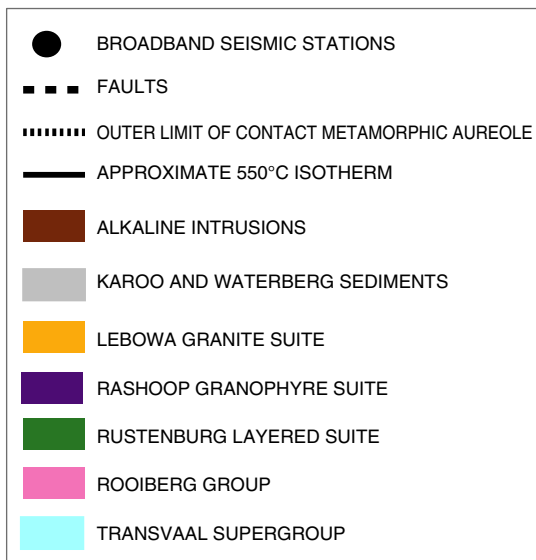 BROADBAND SEISMIC STATIONS
FAULTS
OUTER LIMIT OF CONTACT METAMORPHIC AUREOLE
APPROXIMATE 550°C ISOTHERM
ALKALINE INTRUSIONS
KAROO AND WATERBERG SEDIMENTS
LEBOWA GRANITE SUITE
RASHOOP GRANOPHYRE SUITE
RUSTENBURG LAYERED SUITE
ROOIBERG GROUP
TRANSVAAL SUPERGROUP